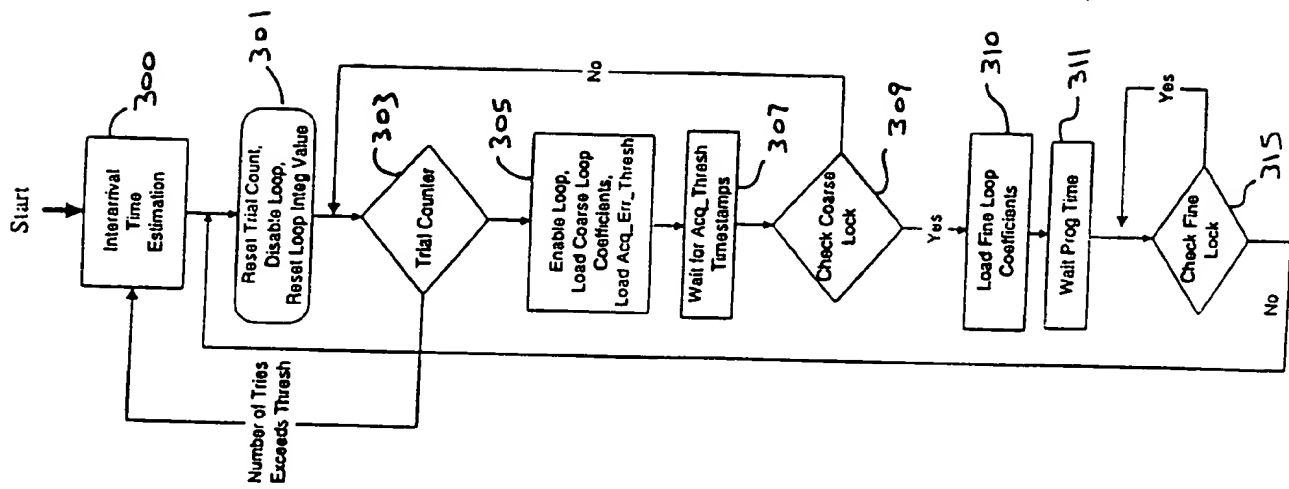 Start
Interarrival
Time
Estimation
300
Reset Trial Count,
Disable Loop,
Reset Loop Integ Value
301
Trial Counter
303
Number of Tries
Exceeds Thresh
Enable Loop,
Load Coarse Loop
Coefficients,
Load Acq_Err_Thresh
305
Wait for Acq_Thresh
Timestamps
307
Check Coarse
Lock
309
No
Yes
Load Fine Loop
Coefficients
310
Wait Prog Time
311
Check Fine
Lock
315
Yes
No